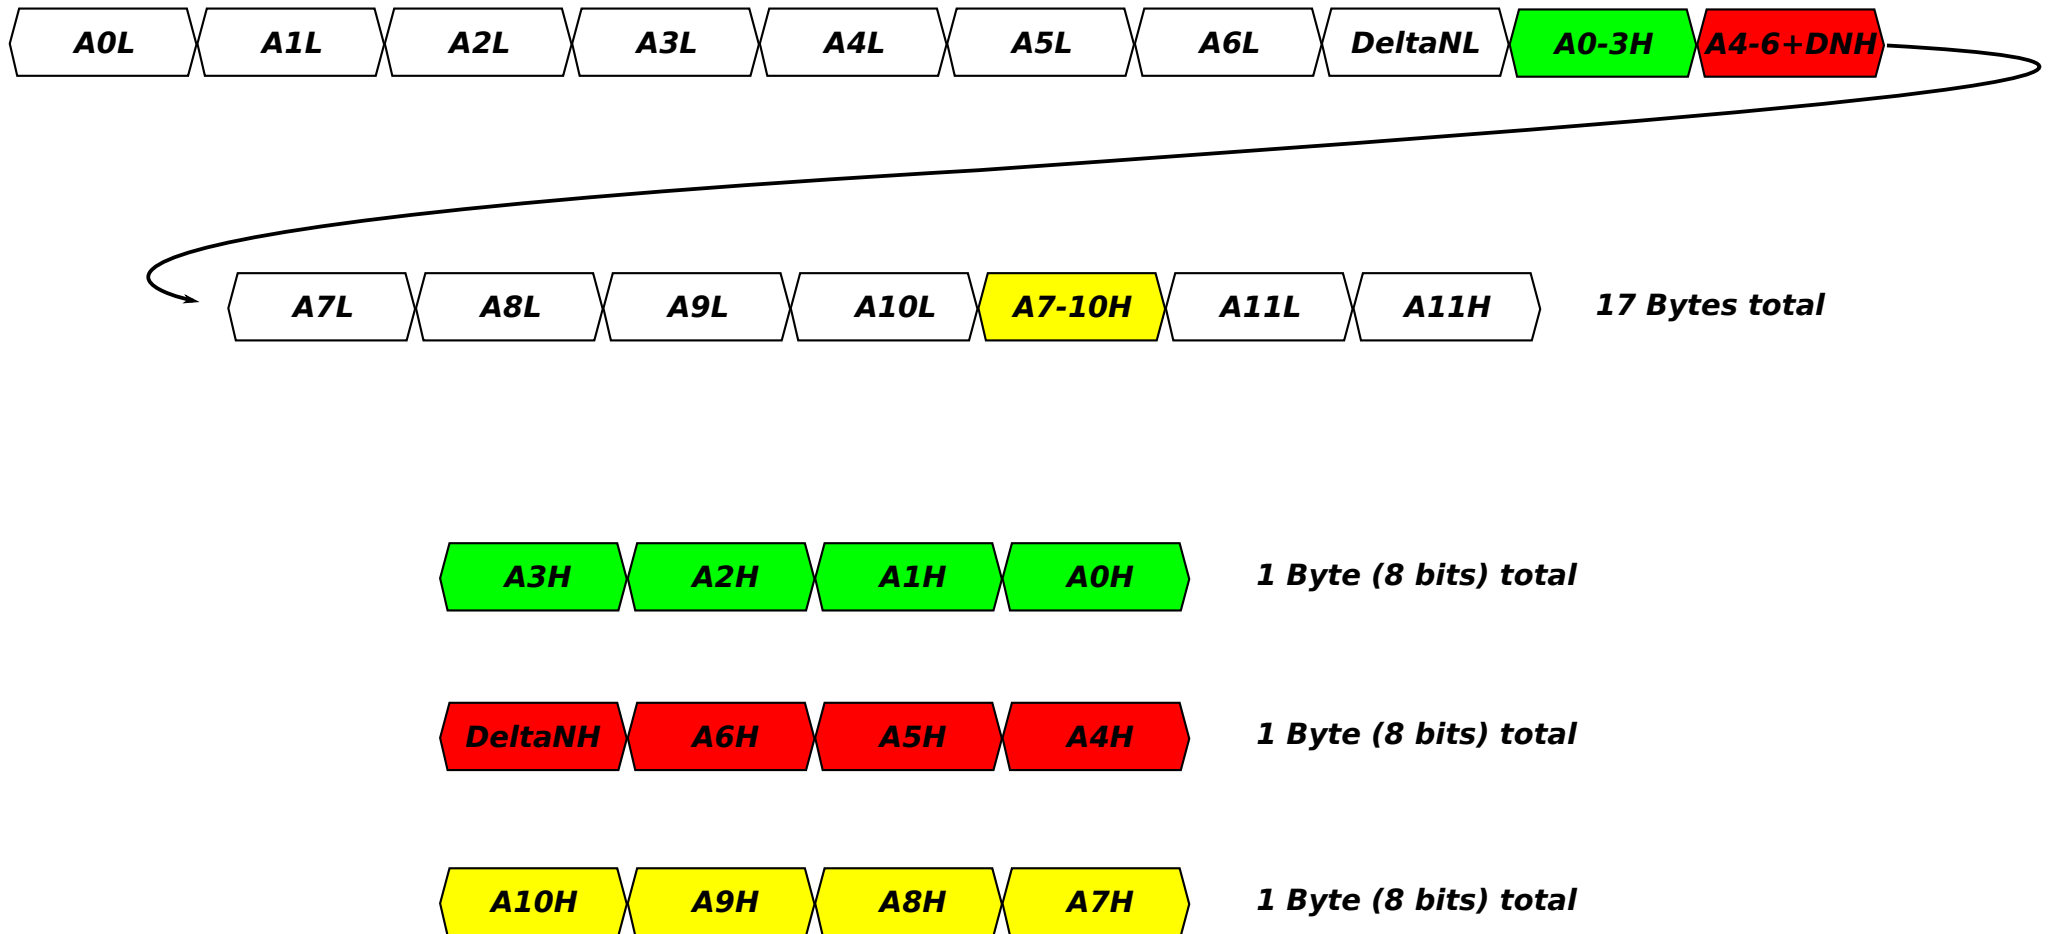 A0L A1L A2L A3L A4L A5L A6L DeltaNL A0-3H A4-6+DNH
A7L A8L A9L A10L A7-10H A11L A11H 17 Bytes total
A3H A2H A1H A0H 1 Byte (8 bits) total
DeltaNH A6H A5H A4H 1 Byte (8 bits) total
A10H A9H A8H A7H 1 Byte (8 bits) total